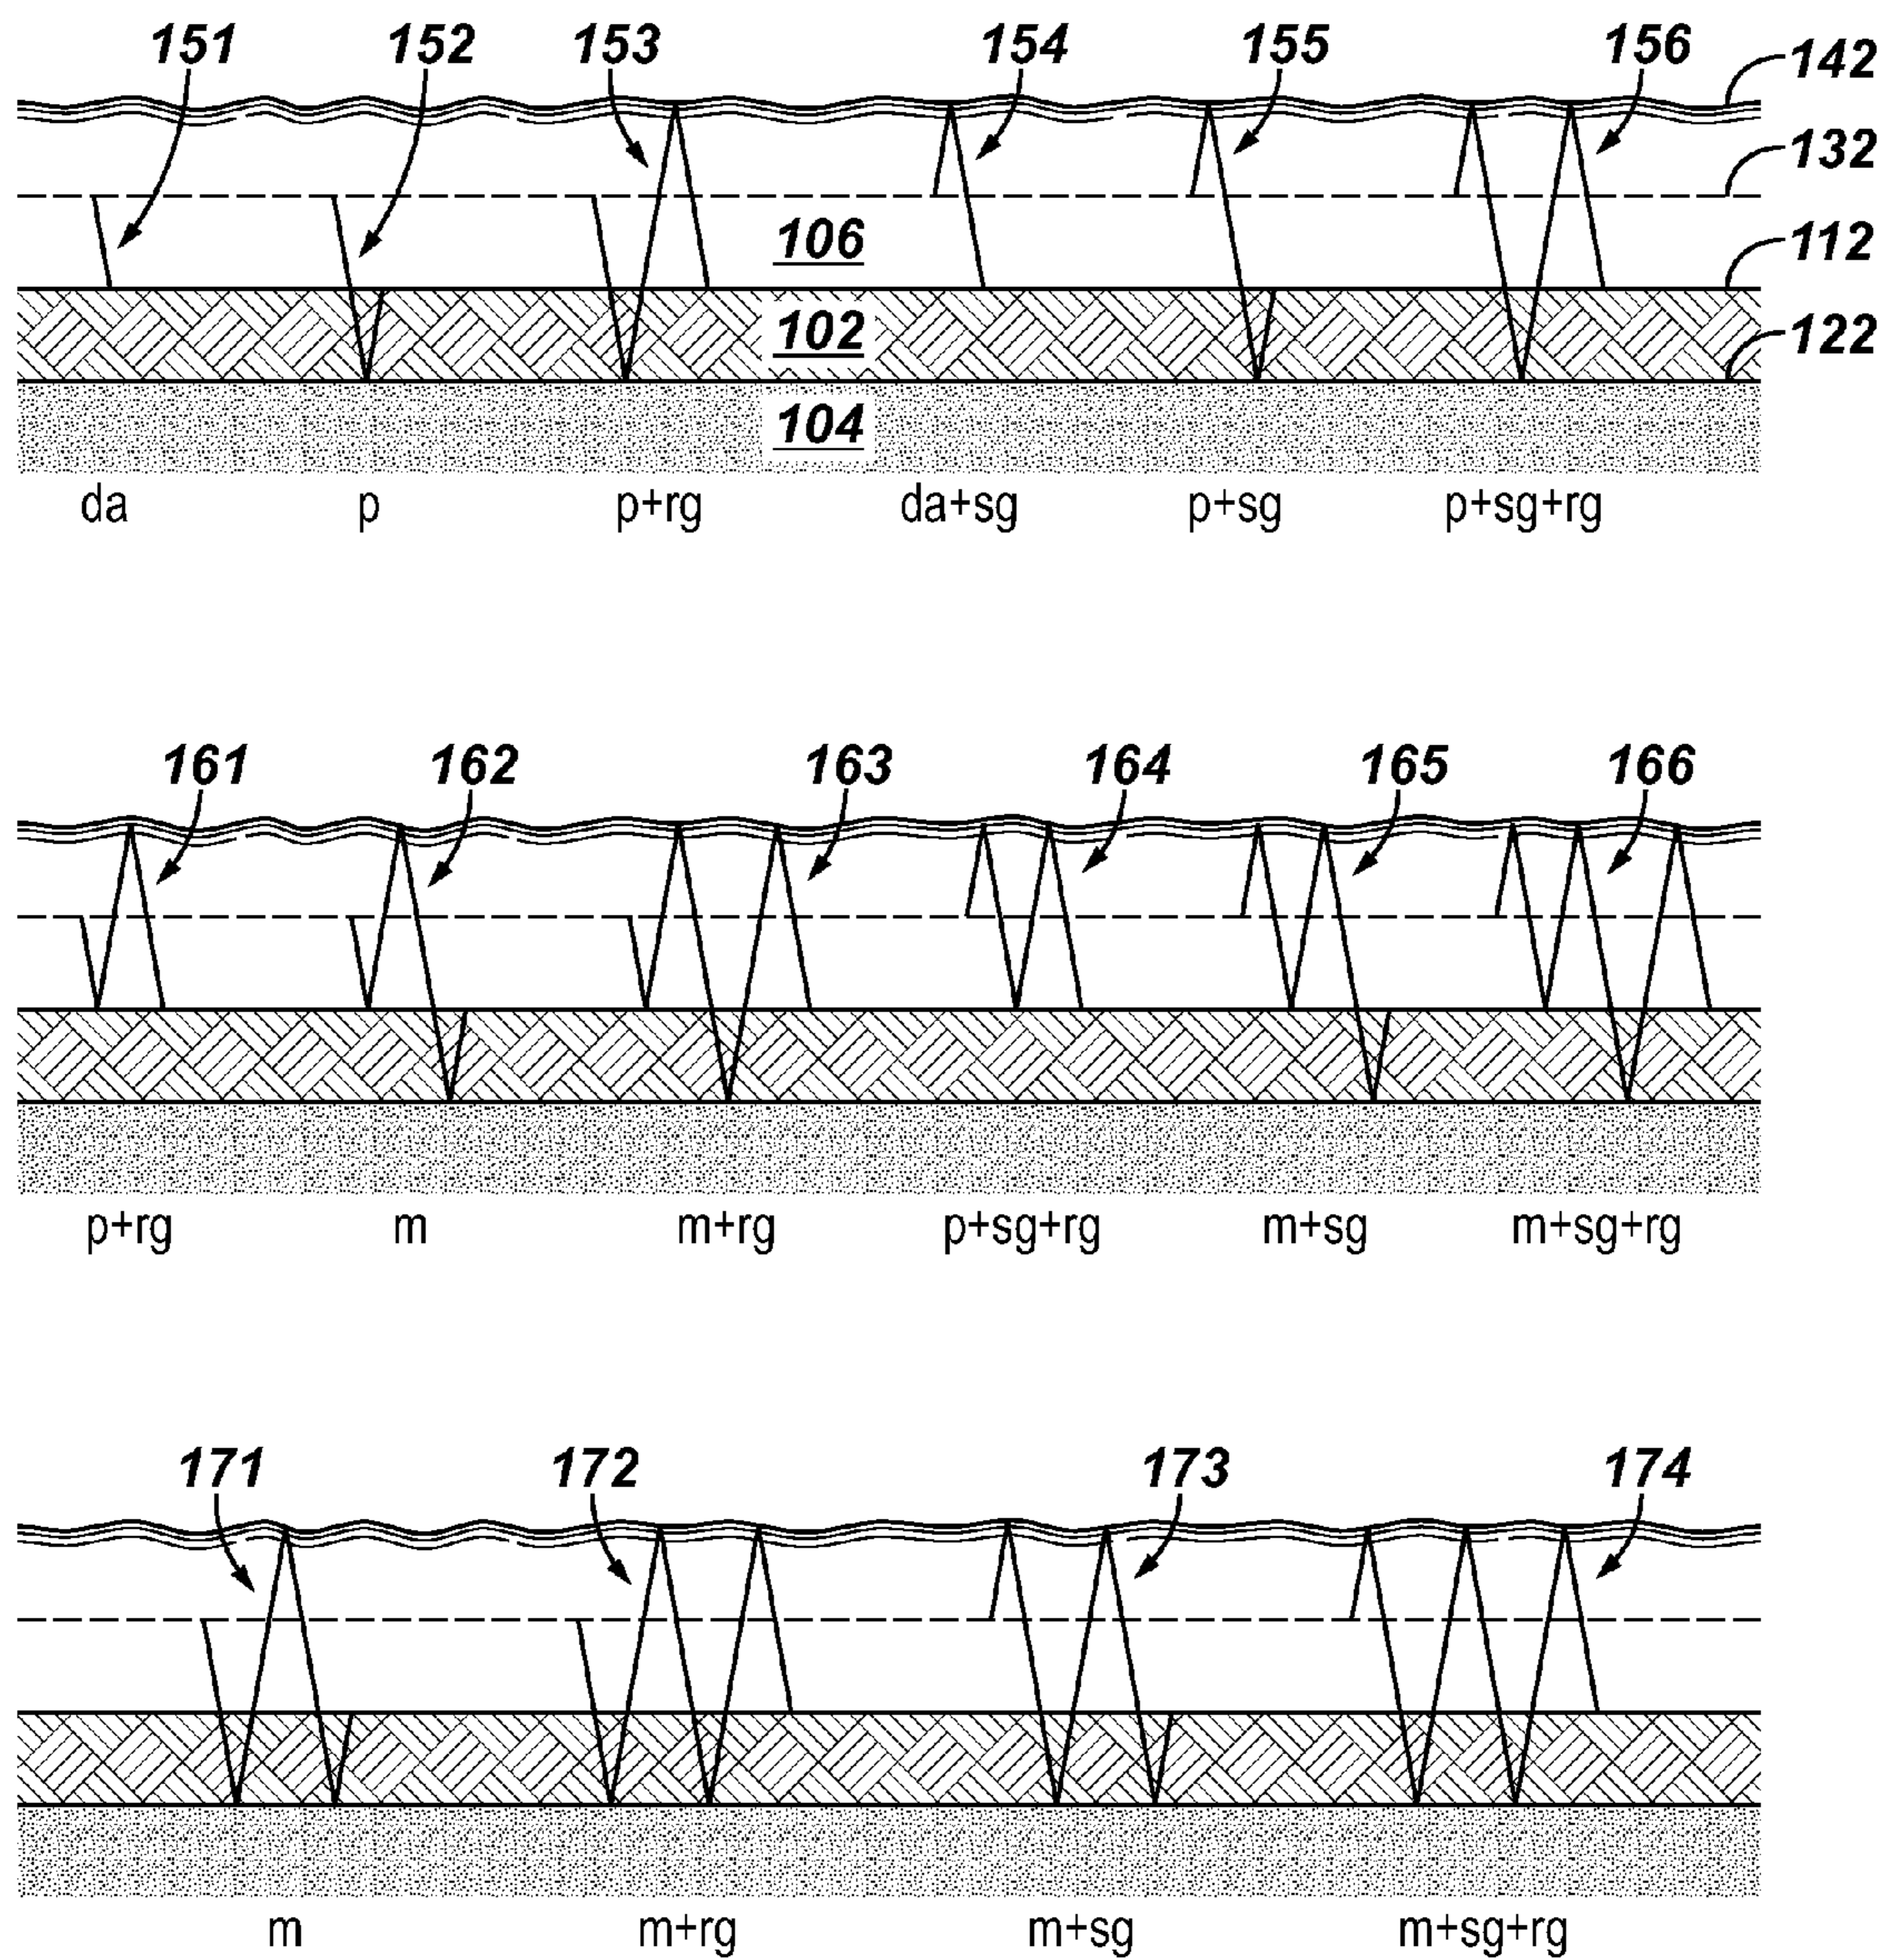 151 152 153 154 155 156
142
132
106
112
102
122
104
da p p+rg da+sg p+sg p+sg+rg
161 162 163 164 165 166
p+rg m m+rg p+sg+rg m+sg m+sg+rg
171 172 173 174
m m+rg m+sg m+sg+rg